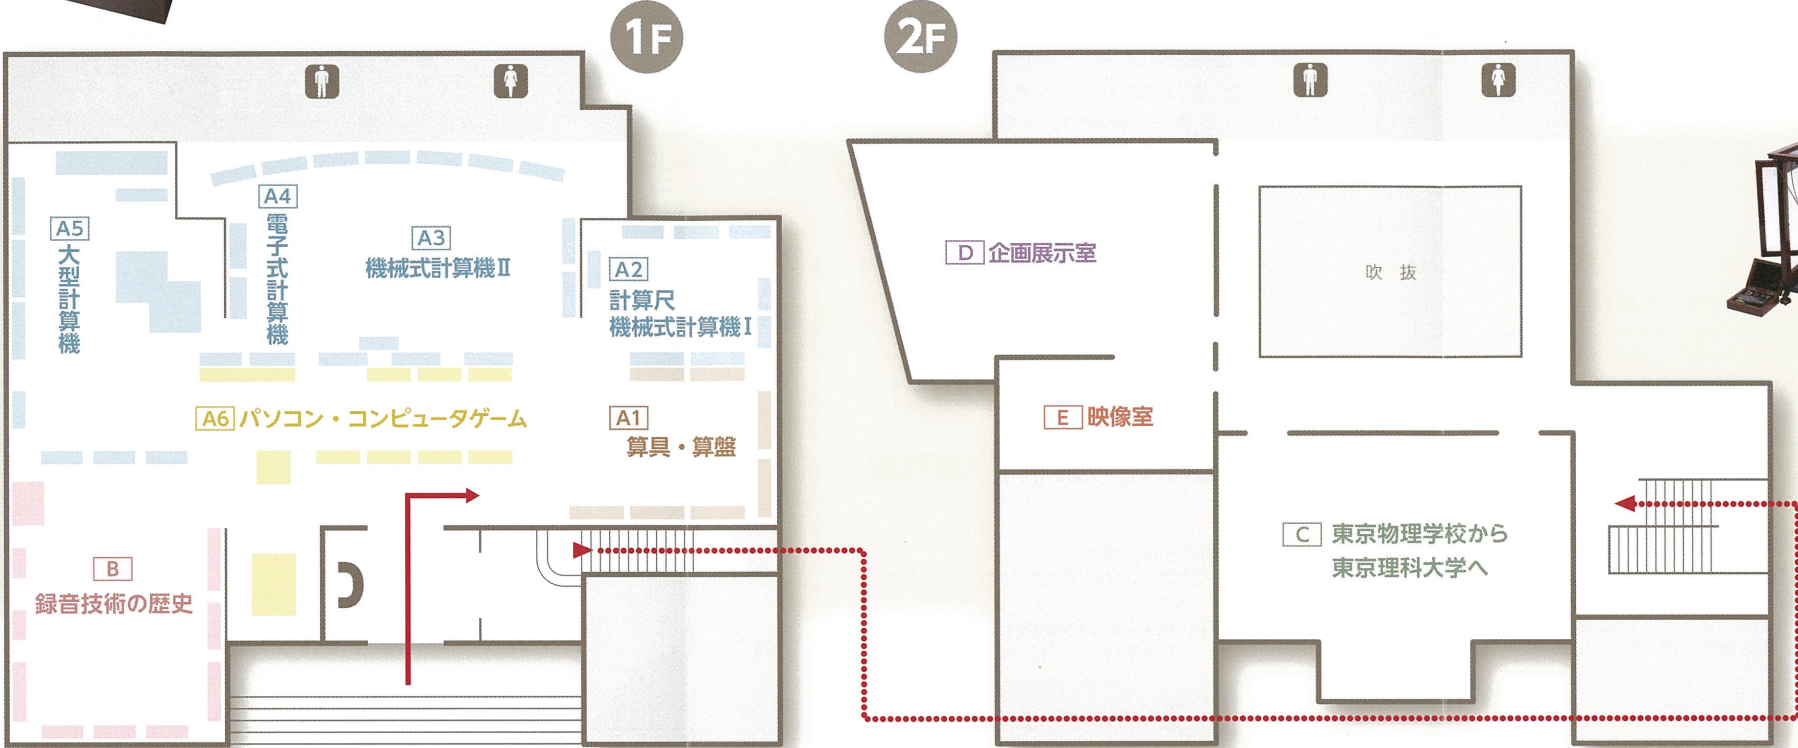 1F
A5
大型計算機
A4
電子式計算機
A3
機械式計算機Ⅱ
A2
計算尺
機械式計算機Ⅰ
A6 パソコン・コンピュータゲーム
A1
算具・算盤
B
録音技術の歴史
2F
D 企画展示室
吹 抜
E 映像室
C 東京物理学校から
東京理科大学へ